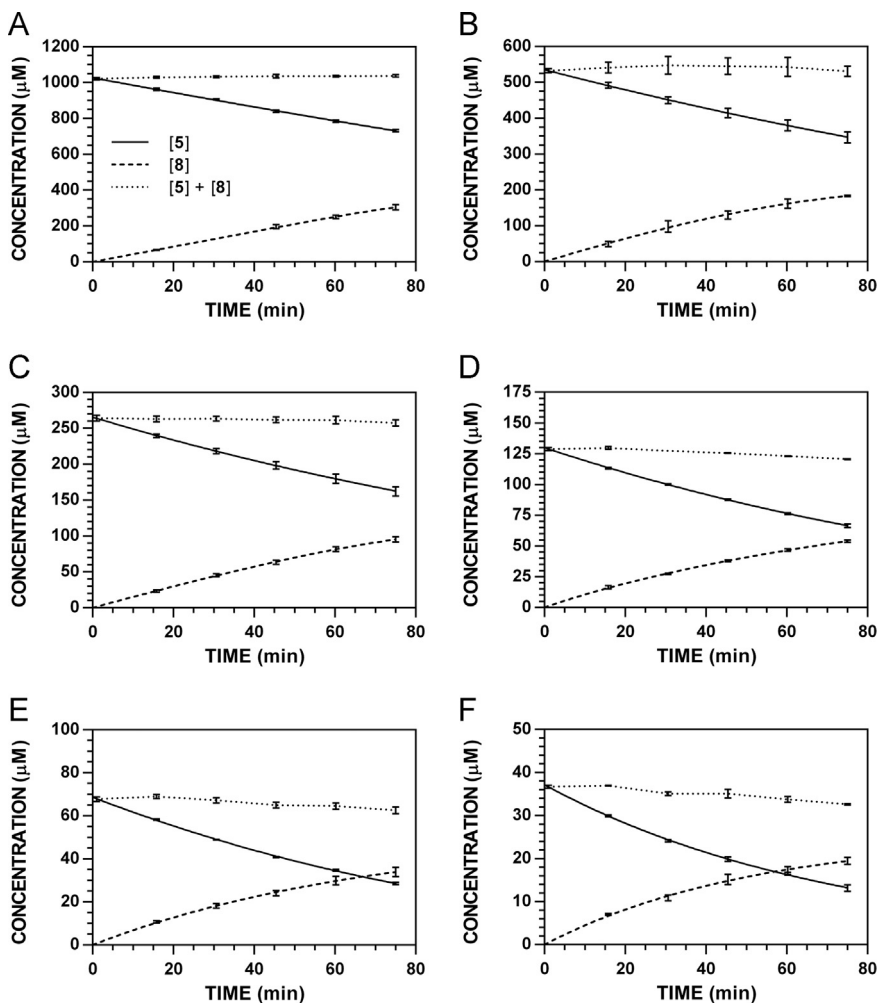 A
CONCENTRATION (µM)
1200
1000
800
600
400
200
0
[5]
[8]
[5] + [8]
0 20 40 60 80
TIME (min)
B
CONCENTRATION (µM)
600
500
400
300
200
100
0
0 20 40 60 80
TIME (min)
C
CONCENTRATION (µM)
300
250
200
150
100
50
0
0 20 40 60 80
TIME (min)
D
CONCENTRATION (µM)
175
150
125
100
75
50
25
0
0 20 40 60 80
TIME (min)
E
CONCENTRATION (µM)
100
80
60
40
20
0
0 20 40 60 80
TIME (min)
F
CONCENTRATION (µM)
50
40
30
20
10
0
0 20 40 60 80
TIME (min)